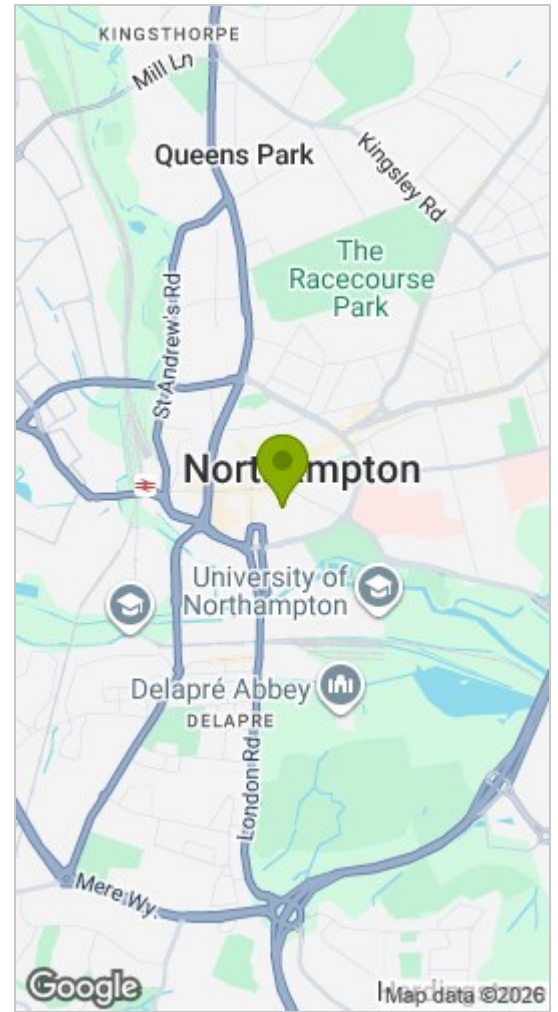 KINGSTHORPE
Mill Ln
Queens Park
Kingsley Rd
The
Racecourse
Park
St Andrew's Rd
Northampton
University of
Northampton
Delapré Abbey
DELAPRE
London Rd
Mere Wy.
Google
Map data ©2026